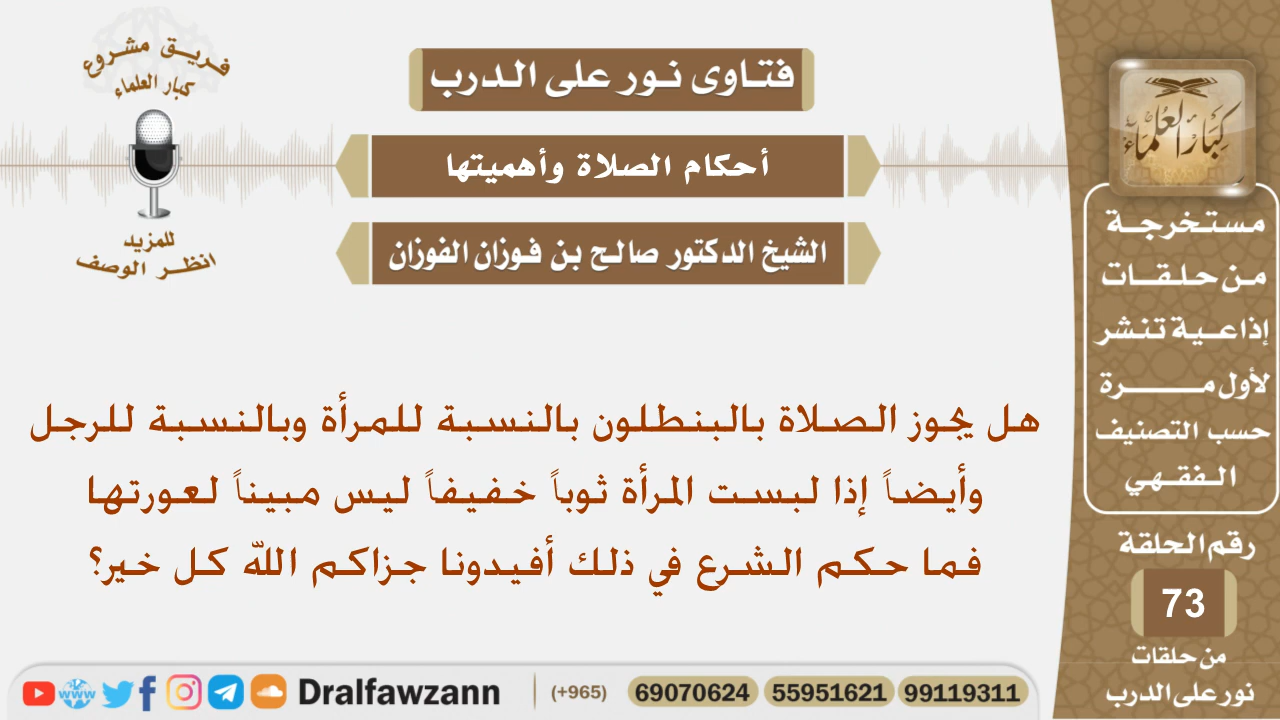 فريق مشروع
كبار العلماء
للمزيد
انظر الوصف
فتاوى نور على الدرب
أحكام الصلاة وأهميتها
الشيخ الدكتور صالح بن فوزان الفوزان
هل يجوز الصلاة بالبنطلون بالنسبة للمرأة وبالنسبة للرجل
وأيضاً إذا لبست المرأة ثوباً خفيفاً ليس مبيناً لعورتها
فما حكم الشرع في ذلك أفيدونا جزاكم الله كل خير؟
كبار العلماء
مستخرجة
من حلقات
إذاعية تنشر
لأول مرة
حسب التصنيف
الفقهي
رقم الحلقة
73
من حلقات
نور على الدرب
www
Dralfawzann
(+965)
69070624
55951621
99119311